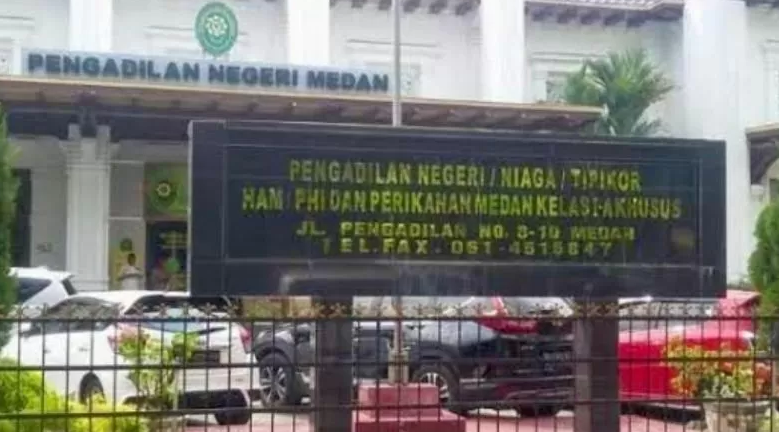 PENGADILAN NEGERI MEDAN
PENGADILAN NEGERI / NIAGA / TIPIKOR
HAM / PHI DAN PERIKANAN MEDAN KELAS I-A KHUSUS
JL. PENGADILAN NO. 8-10 MEDAN
TEL.FAX - 061-4515847